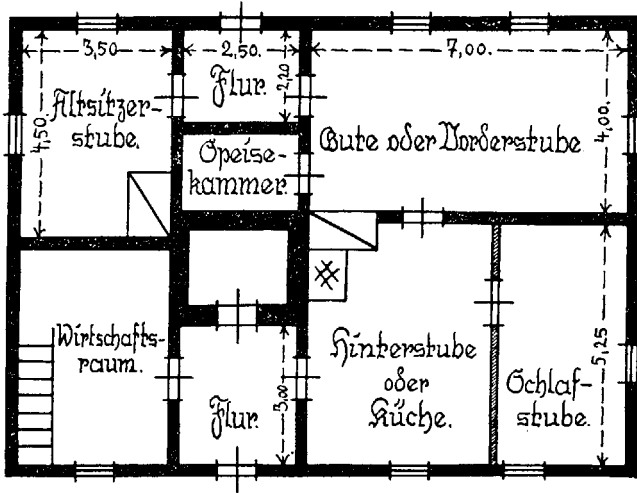 3,50
2,50.
7,00.
Flur.
2,20
Altsitzer-
stube.
4,50.
Gute oder Vorderstube
4,00.
Speise-
kammer.
Wirtschafts-
raum.
Hinterstube
oder
Küche.
5,25
Schlaf-
stube.
Flur.
3,00